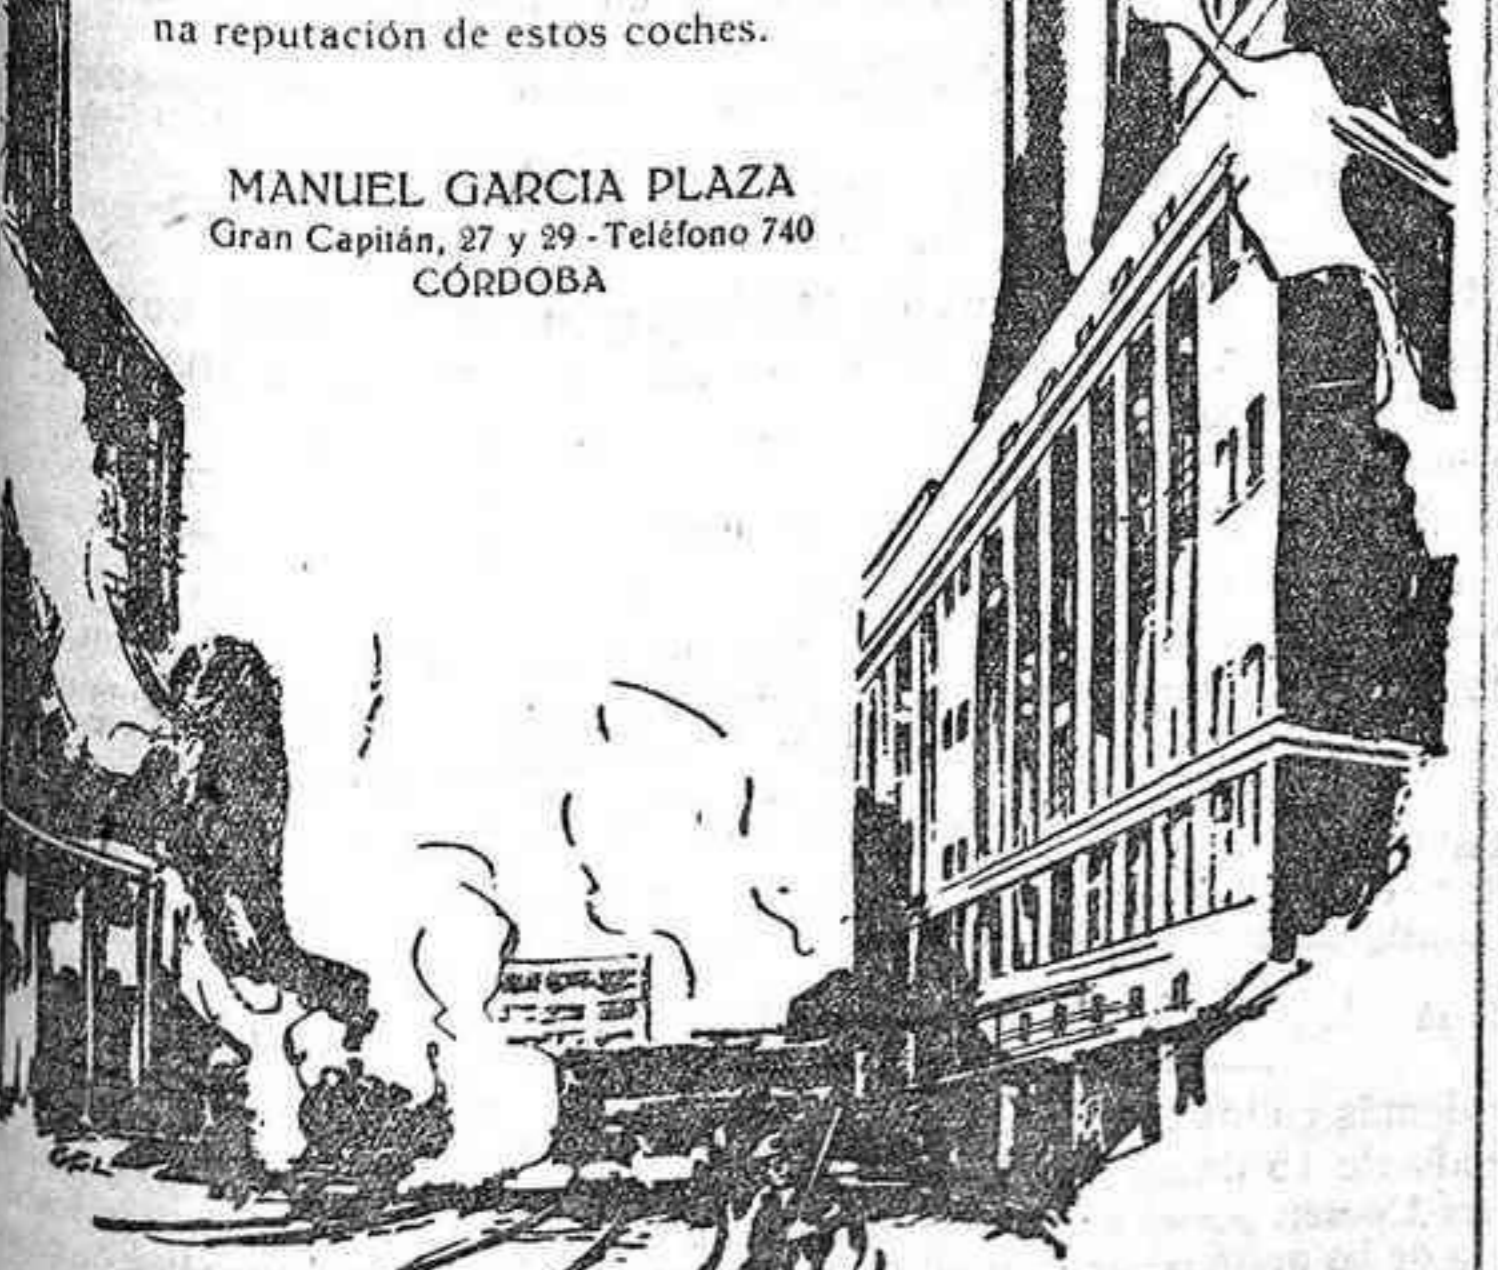 na reputación de estos coches.
MANUEL GARCIA PLAZA
Gran Capitán, 27 y 29 - Teléfono 740
CÓRDOBA